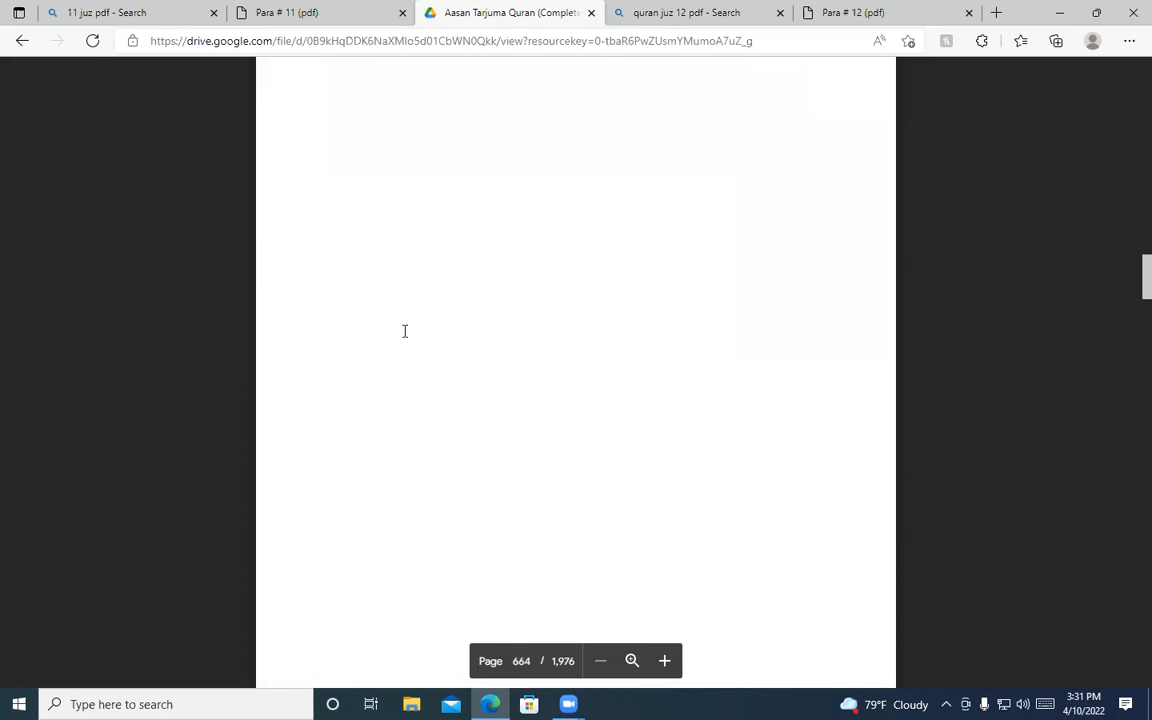 11 juz pdf - Search
Para # 11 (pdf)
Aasan Tarjuma Quran (Complete
quran juz 12 pdf - Search
Para # 12 (pdf)
https://drive.google.com/file/d/0B9kHqDDK6NaXMlo5d01CbWN0Qkk/view?resourcekey=0-tbaR6PwZUsmYMumoA7uZ_g
Page 664 / 1,976
Type here to search
79°F Cloudy
3:31 PM
4/10/2022